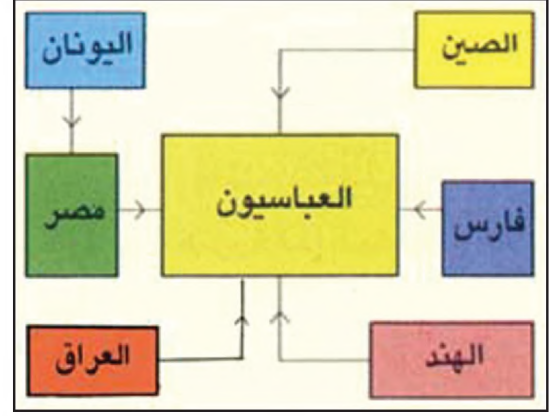 الصين
اليونان
العباسيون
فارس
مصر
الهند
العراق